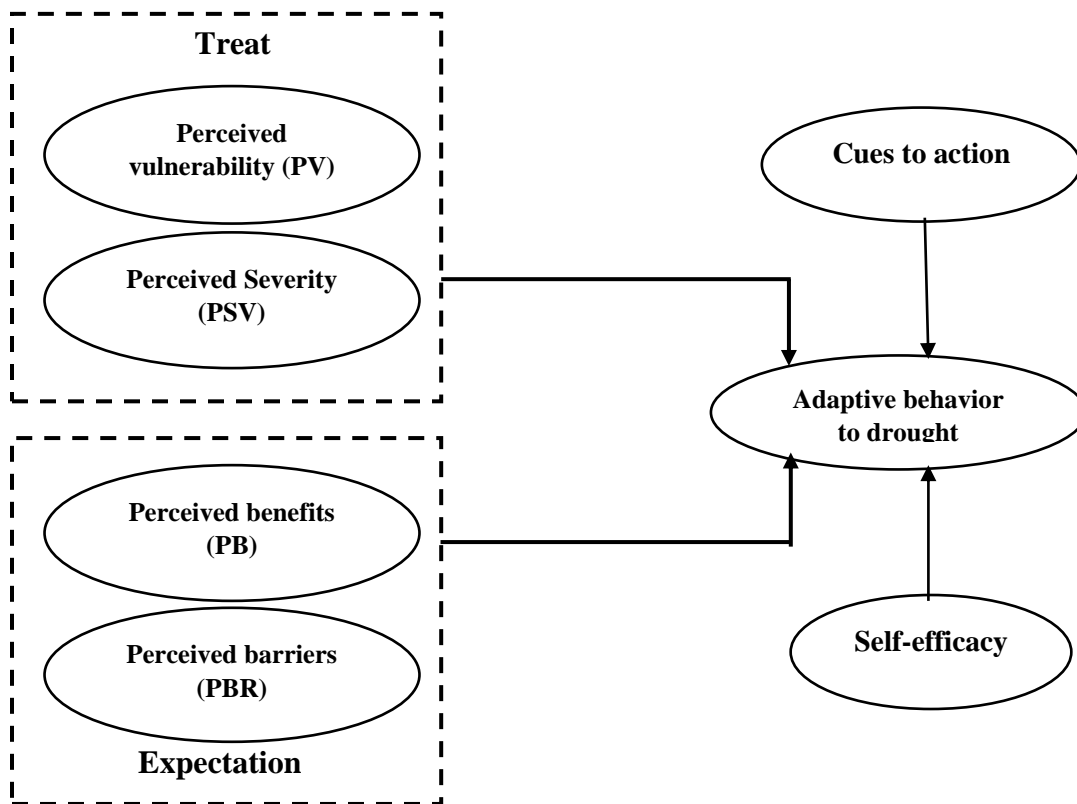 Treat
Perceived
vulnerability (PV)
Perceived Severity
(PSV)
Cues to action
Adaptive behavior
to drought
Perceived benefits
(PB)
Perceived barriers
(PBR)
Expectation
Self-efficacy